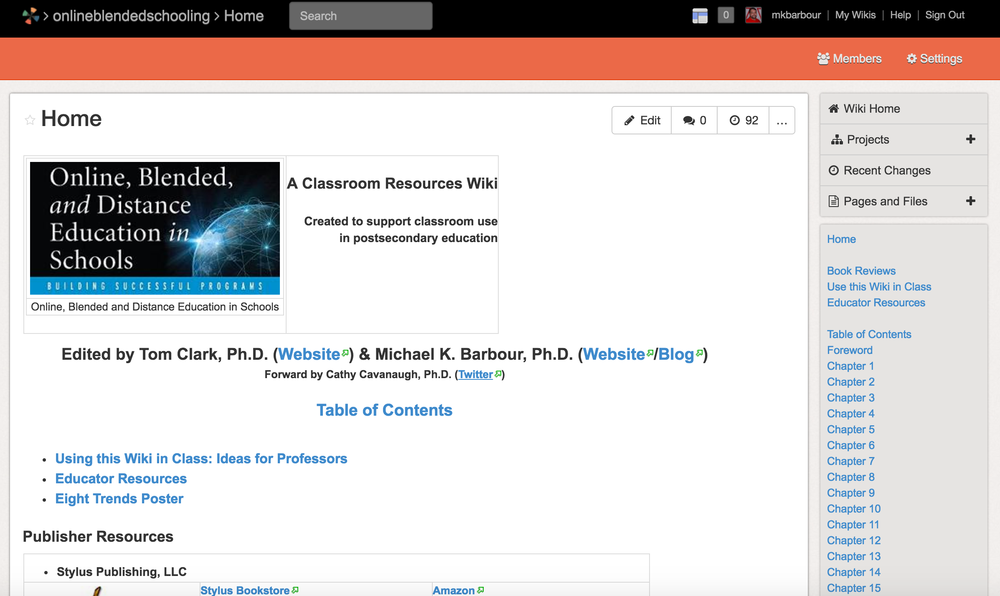 > onlineblendedschooling > Home
Search
0
mkbarbour | My Wikis | Help | Sign Out
Members
Settings
Home
Edit
0
92
...
Online, Blended,
and Distance
Education in
Schools
BUILDING SUCCESSFUL PROGRAMS
Online, Blended and Distance Education in Schools
A Classroom Resources Wiki
Created to support classroom use
in postsecondary education
Edited by Tom Clark, Ph.D. (Website) & Michael K. Barbour, Ph.D. (Website/Blog)
Forward by Cathy Cavanaugh, Ph.D. (Twitter)
Table of Contents
• Using this Wiki in Class: Ideas for Professors
• Educator Resources
• Eight Trends Poster
Publisher Resources
• Stylus Publishing, LLC
Stylus Bookstore
Amazon
Wiki Home
Projects
Recent Changes
Pages and Files
Home
Book Reviews
Use this Wiki in Class
Educator Resources
Table of Contents
Foreword
Chapter 1
Chapter 2
Chapter 3
Chapter 4
Chapter 5
Chapter 6
Chapter 7
Chapter 8
Chapter 9
Chapter 10
Chapter 11
Chapter 12
Chapter 13
Chapter 14
Chapter 15